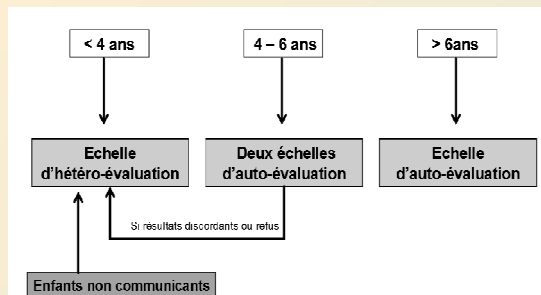 < 4 ans
4 – 6 ans
> 6ans
Echelle
d'hétéro-évaluation
Deux échelles
d'auto-évaluation
Echelle
d'auto-évaluation
Si résultats discordants ou refus
Enfants non communicants